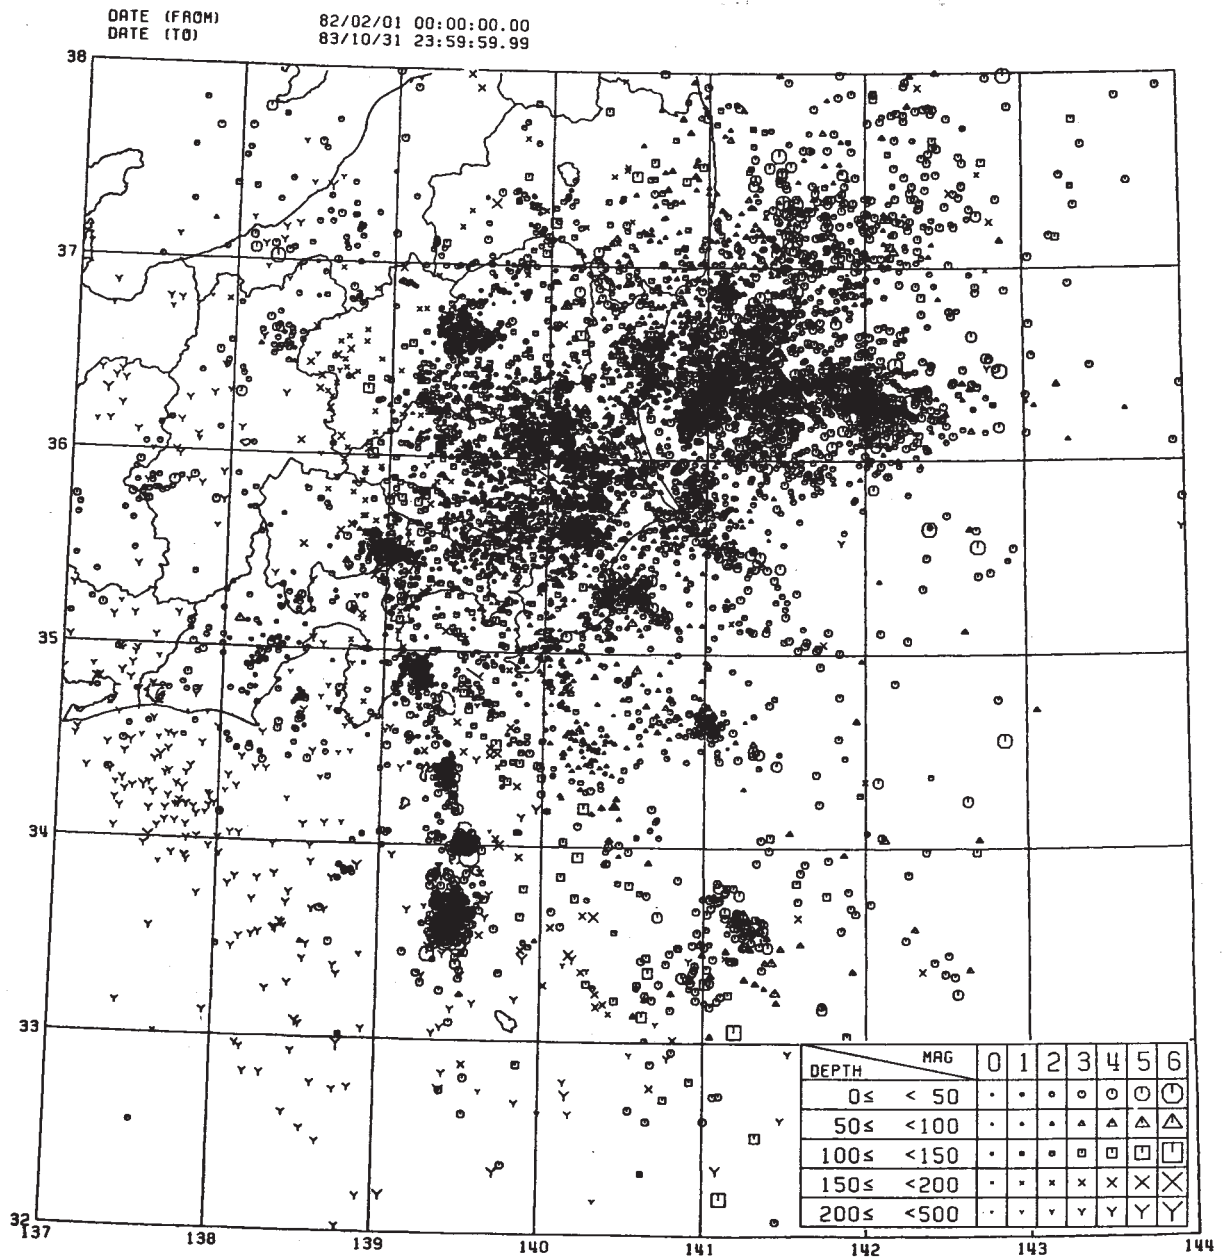 DATE (FROM) 82/02/01 00:00:00.00
DATE (TO) 83/10/31 23:59:59.99
38
37
36
35
34
33
32
137 138 139 140 141 142 143 144
MAG 0 1 2 3 4 5 6
DEPTH
0≤ < 50
50≤ <100
100≤ <150
150≤ <200
200≤ <500